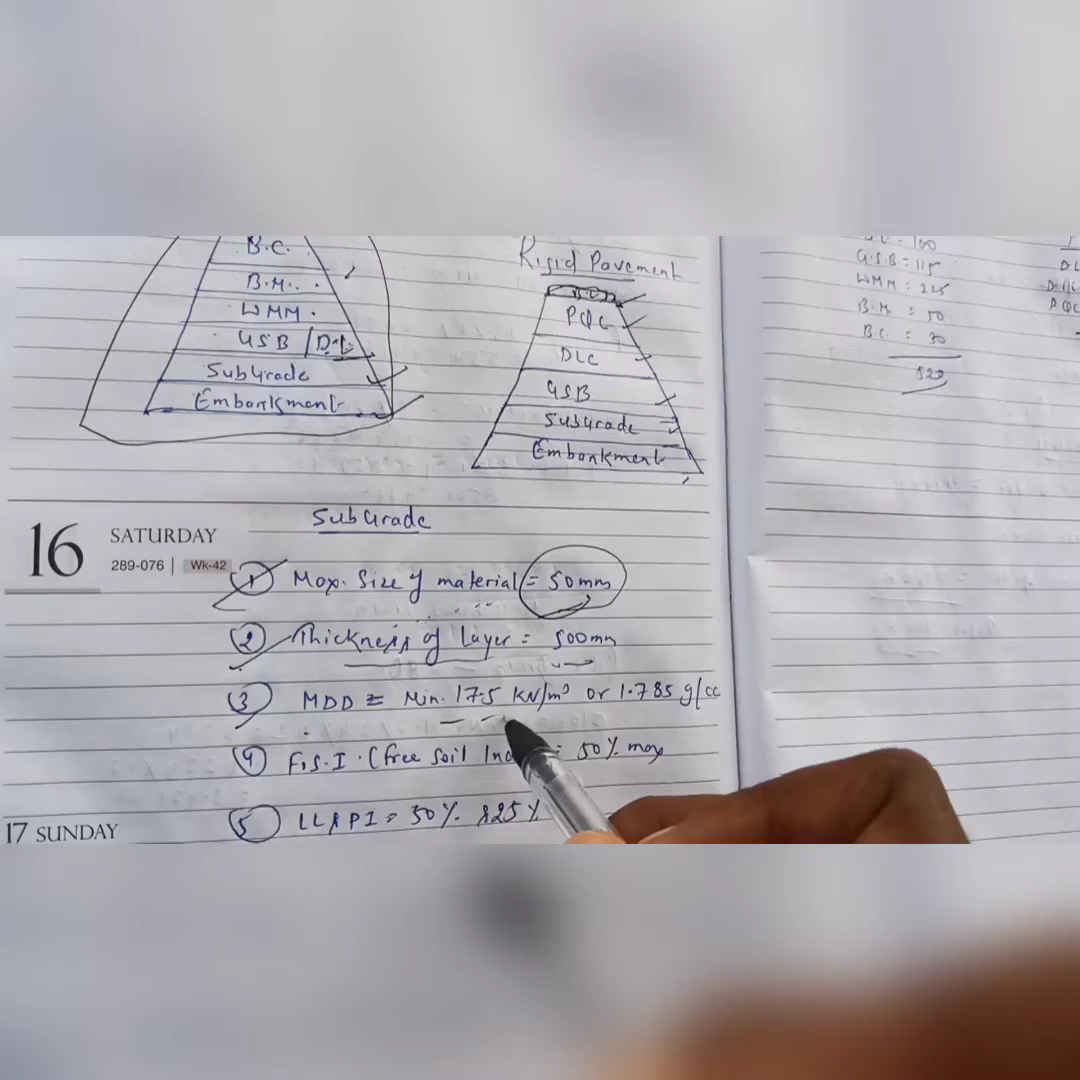 B.C.
B.M.
WMM.
GSB
SubGrade
Embankment
Rigid Pavement
B.C.
PQC
DLC
GSB
SubGrade
Embankment
100
G.S.B = 115
WMM = 225
B.M = 50
B.C. = 30
520
16 SATURDAY
289-076 | Wk-42
SubGrade
① Max. Size of material = 50mm
② Thickness of layer = 500mm
③ MDD = Min. 17.5 KN/m³ or 1.785 g/cc
④ F.S.I. (free Soil = 50% max
⑤ LL & PI = 50% & 25%
17 SUNDAY